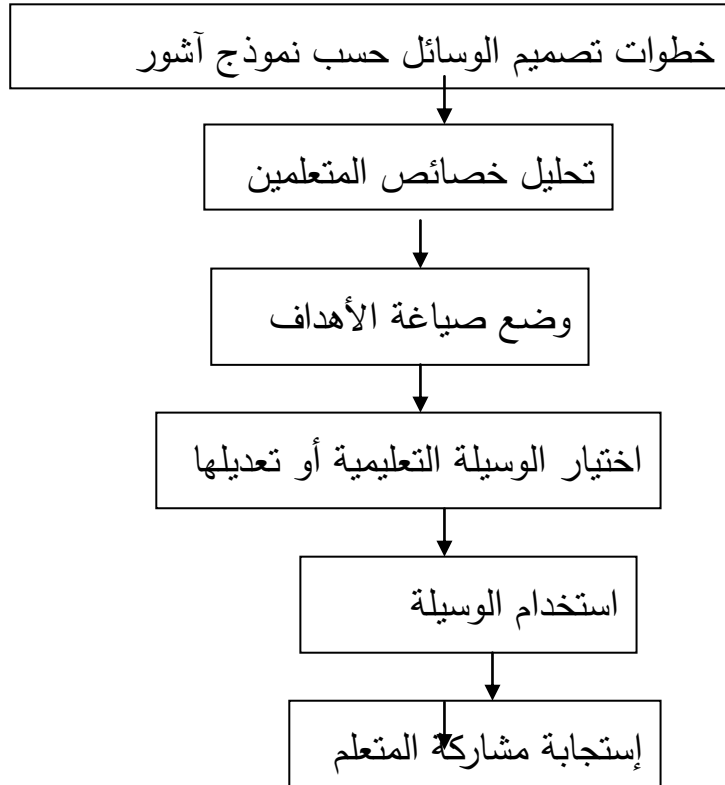 خطوات تصميم الوسائل حسب نموذج آشور
تحليل خصائص المتعلمين
وضع صياغة الأهداف
اختيار الوسيلة التعليمية أو تعديلها
استخدام الوسيلة
إستجابة مشاركة المتعلم